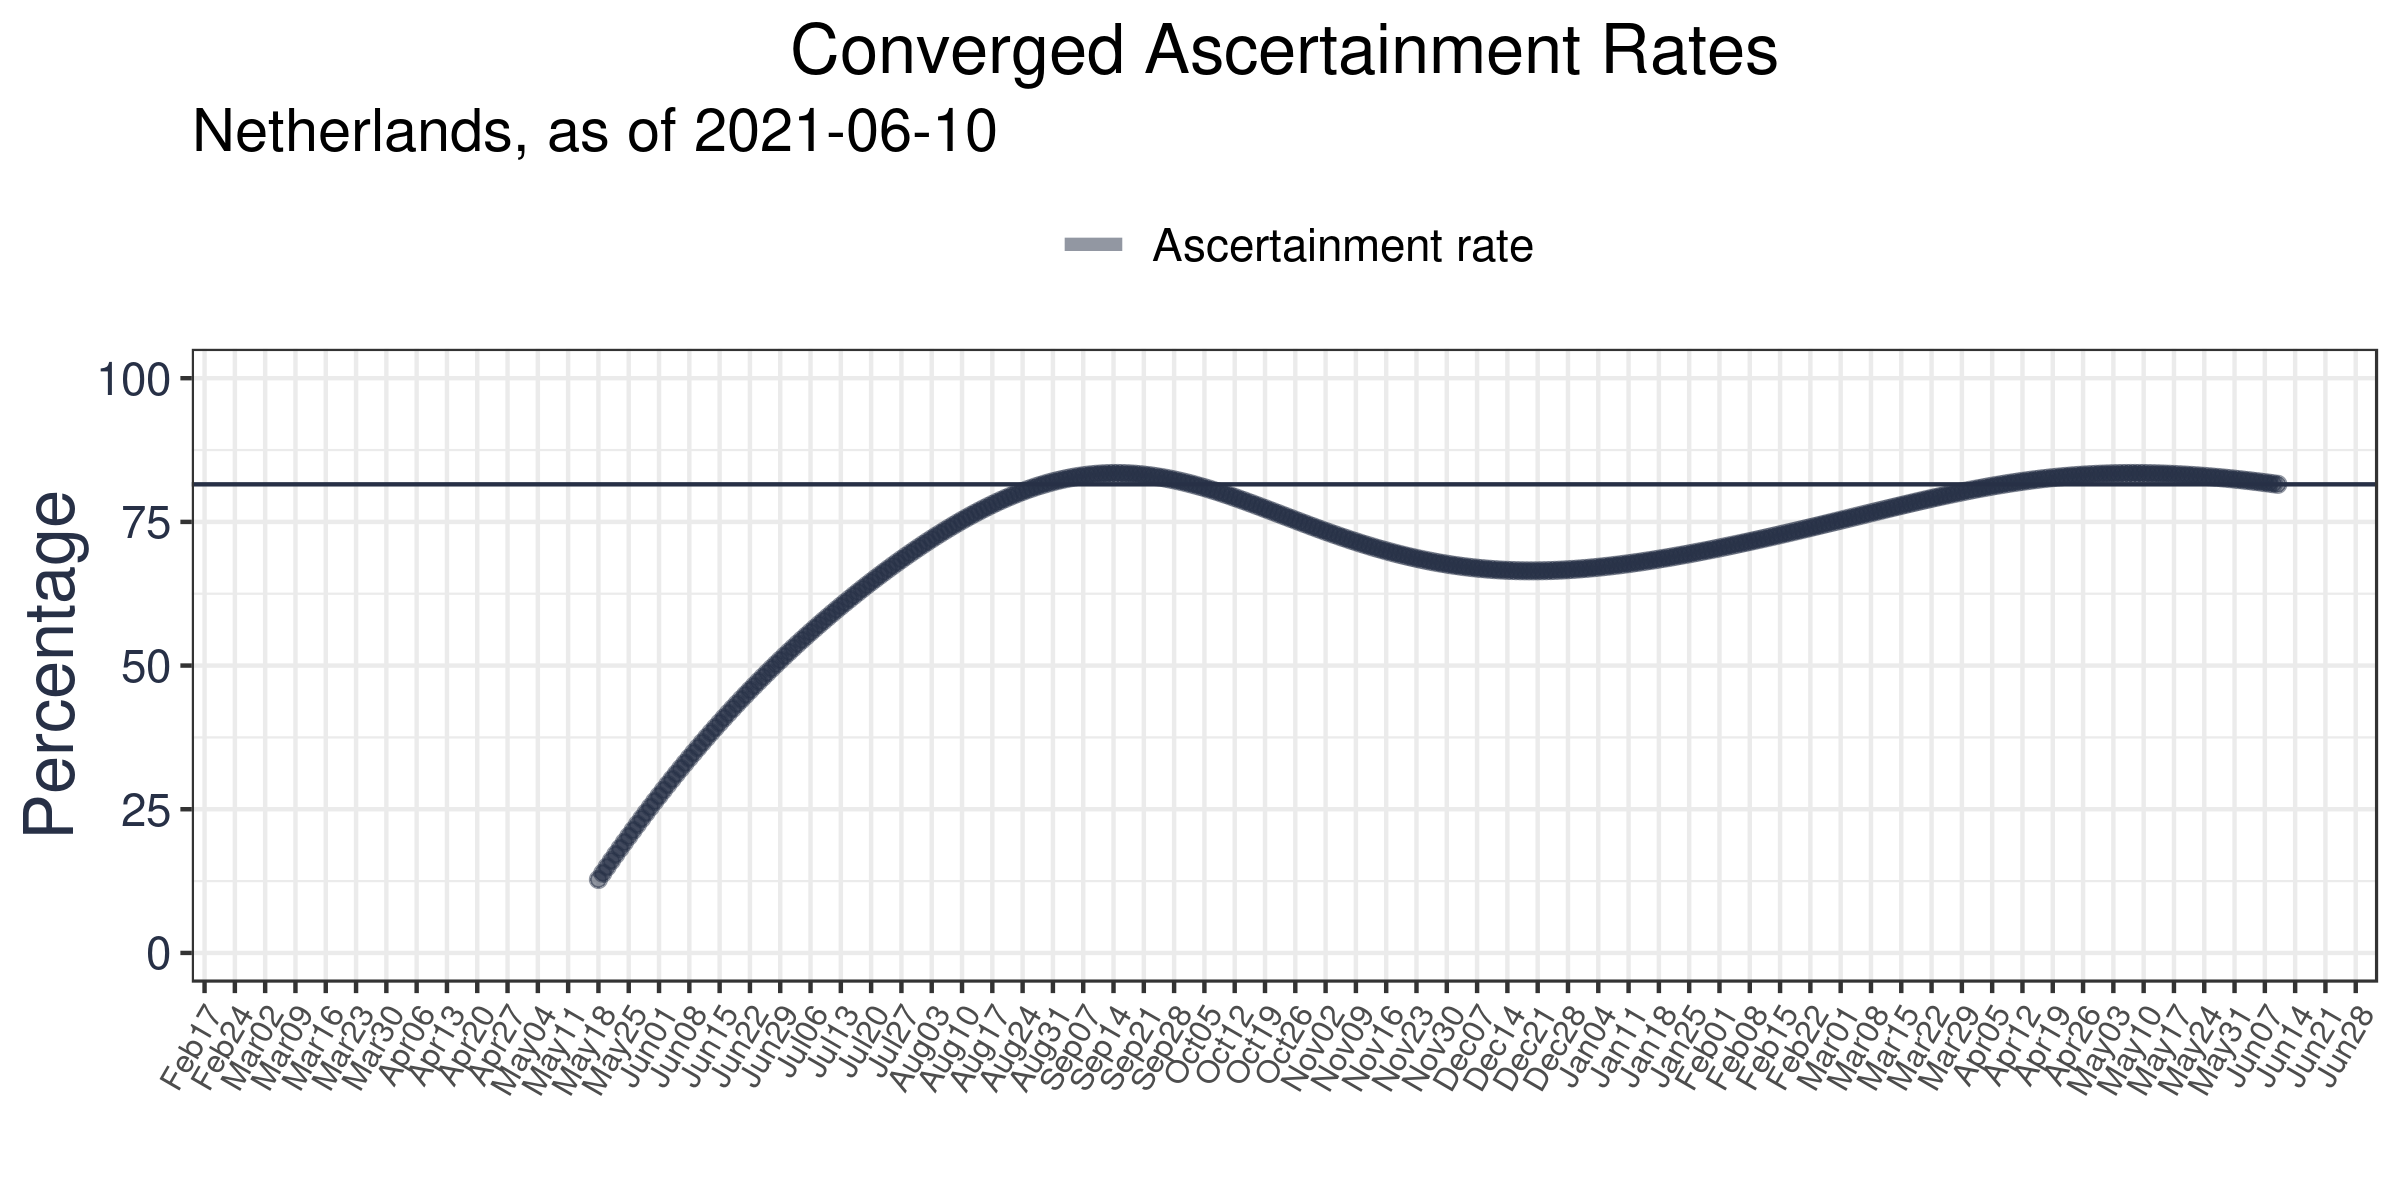 Converged Ascertainment Rates
Netherlands, as of 2021-06-10
Ascertainment rate
Percentage
100
75
50
25
0
Feb17
Feb24
Mar02
Mar09
Mar16
Mar23
Mar30
Apr06
Apr13
Apr20
Apr27
May04
May11
May18
May25
Jun01
Jun08
Jun15
Jun22
Jun29
Jul06
Jul13
Jul20
Jul27
Aug03
Aug10
Aug17
Aug24
Aug31
Sep07
Sep14
Sep21
Sep28
Oct05
Oct12
Oct19
Oct26
Nov02
Nov09
Nov16
Nov23
Nov30
Dec07
Dec14
Dec21
Dec28
Jan04
Jan11
Jan18
Jan25
Feb01
Feb08
Feb15
Feb22
Mar01
Mar08
Mar15
Mar22
Mar29
Apr05
Apr12
Apr19
Apr26
May03
May10
May17
May24
May31
Jun07
Jun14
Jun21
Jun28